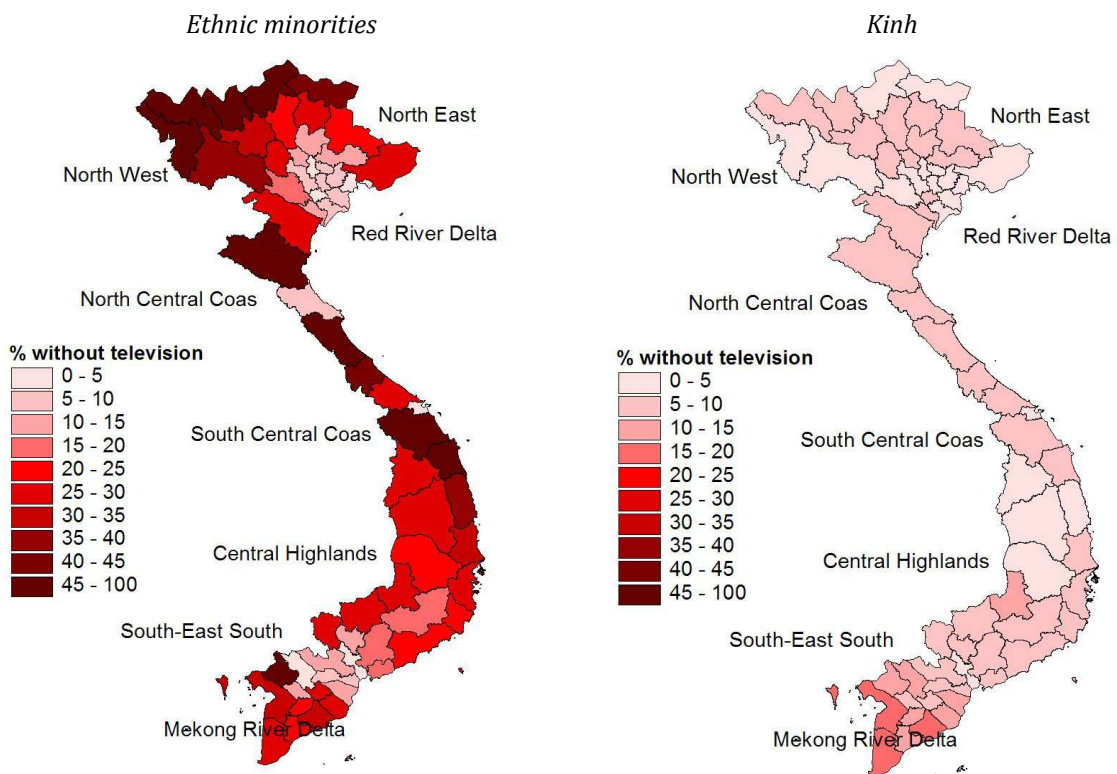 Ethnic minorities
North East
North West
Red River Delta
North Central Coas
% without television
0 - 5
5 - 10
10 - 15
15 - 20
20 - 25
25 - 30
30 - 35
35 - 40
40 - 45
45 - 100
South Central Coas
Central Highlands
South-East South
Mekong River Delta
Kinh
North East
North West
Red River Delta
North Central Coas
% without television
0 - 5
5 - 10
10 - 15
15 - 20
20 - 25
25 - 30
30 - 35
35 - 40
40 - 45
45 - 100
South Central Coas
Central Highlands
South-East South
Mekong River Delta